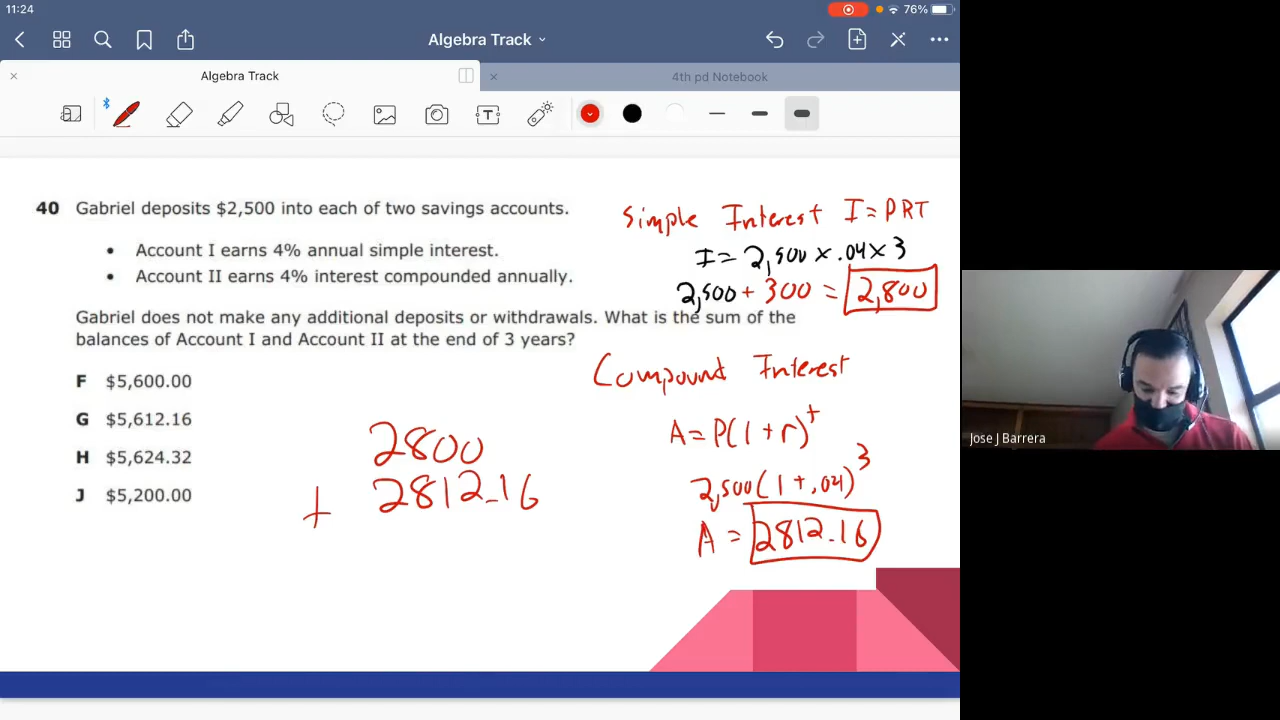 11:24
76%
Algebra Track
Algebra Track
4th pd Notebook
T
40 Gabriel deposits $2,500 into each of two savings accounts.
• Account I earns 4% annual simple interest.
• Account II earns 4% interest compounded annually.
Gabriel does not make any additional deposits or withdrawals. What is the sum of the
balances of Account I and Account II at the end of 3 years?
F $5,600.00
G $5,612.16
H $5,624.32
J $5,200.00
2800
+ 2812.16
Simple Interest I=PRT
I= 2,500 x .04 x 3
2,500 + 300 = 2,800
Compound Interest
A=P(1+r)^t
2,500(1+.04)^3
A = 2812.16
Jose J Barrera